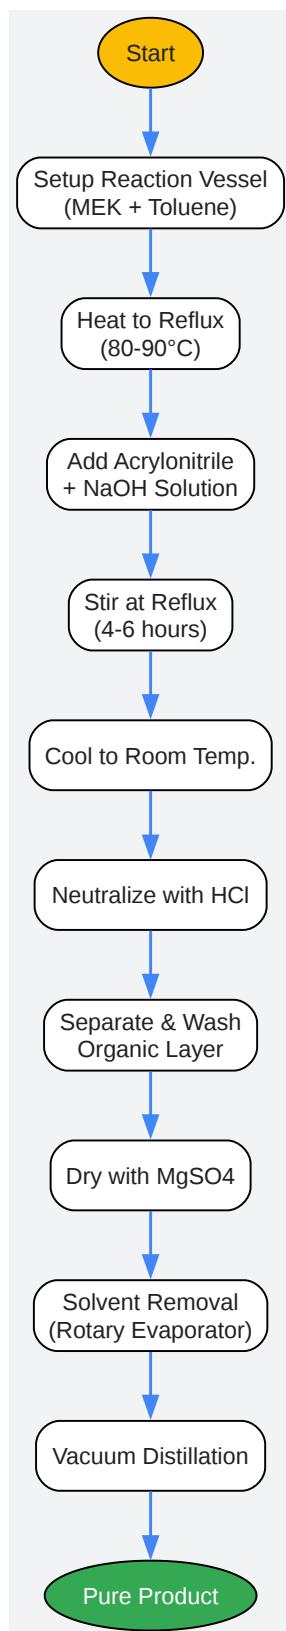 Start
Setup Reaction Vessel
(MEK + Toluene)
Heat to Reflux
(80-90°C)
Add Acrylonitrile
+ NaOH Solution
Stir at Reflux
(4-6 hours)
Cool to Room Temp.
Neutralize with HCl
Separate & Wash
Organic Layer
Dry with MgSO4
Solvent Removal
(Rotary Evaporator)
Vacuum Distillation
Pure Product